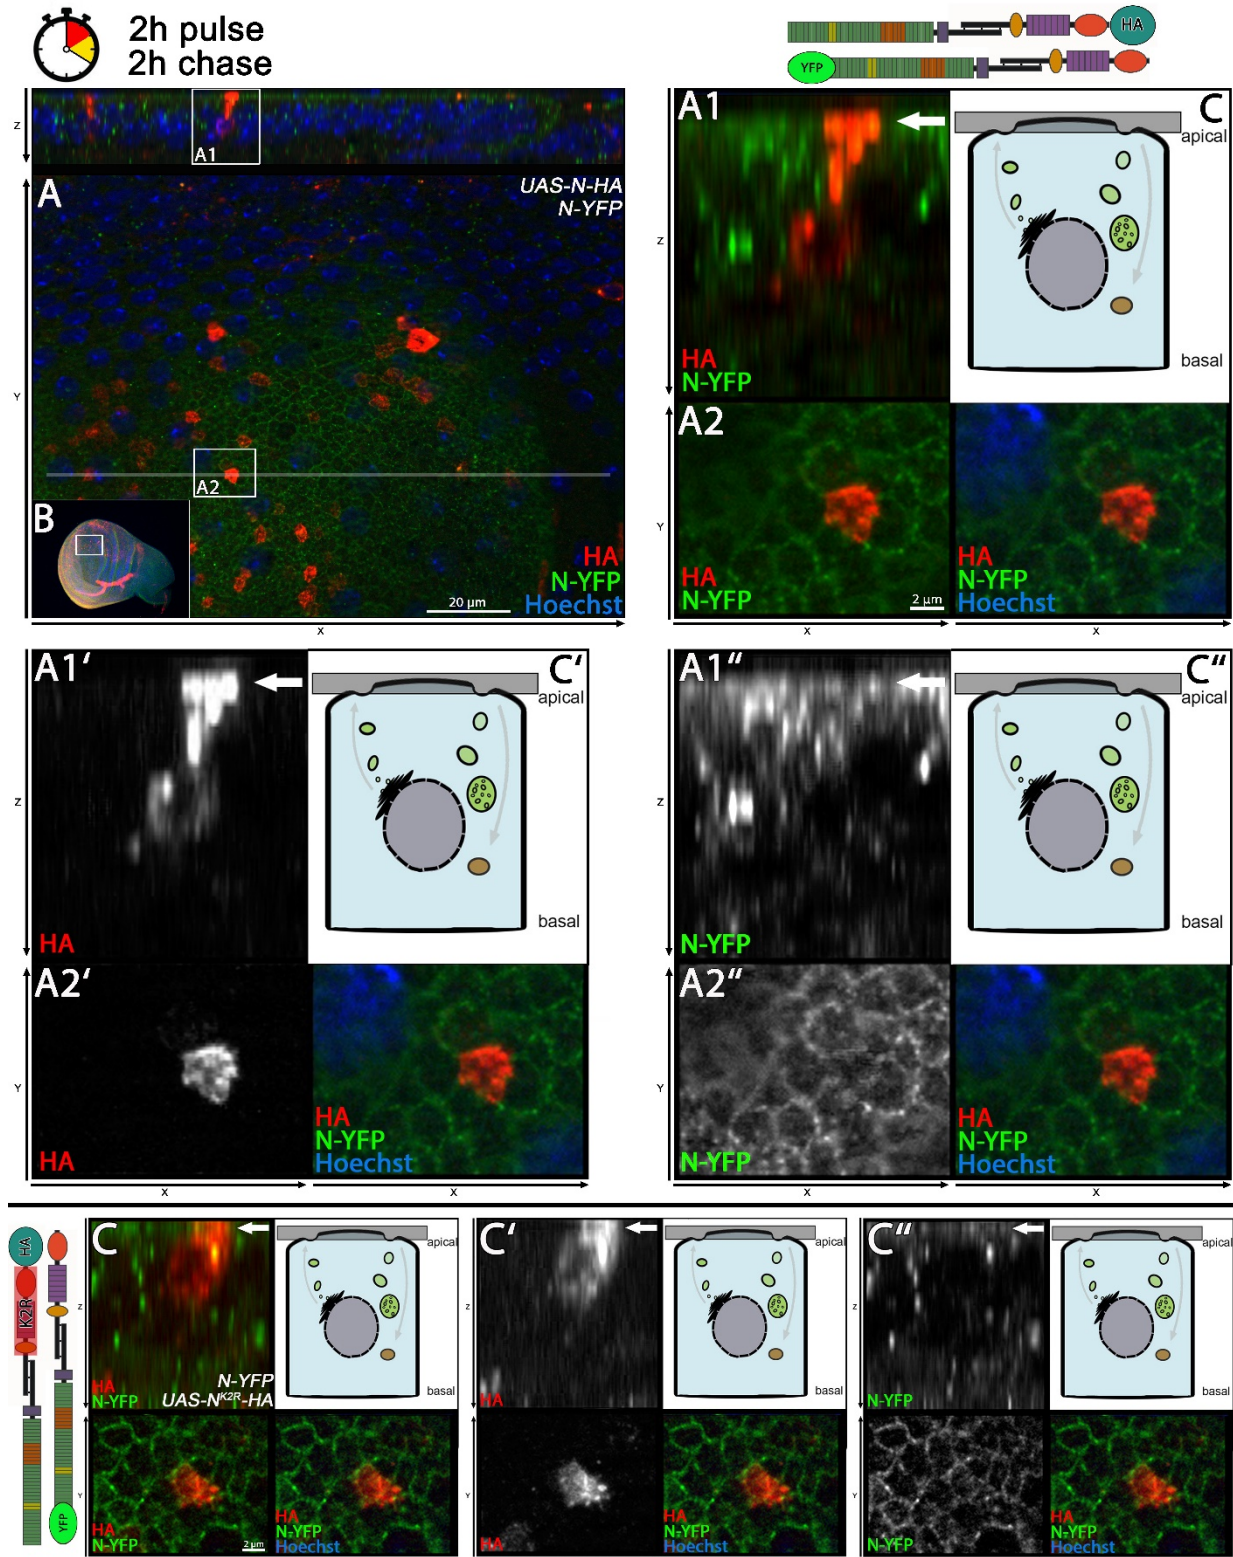 2h pulse
2h chase
HA
YFP
Z
A1
A
UAS-N-HA
N-YFP
Y
A2
B
HA
N-YFP
Hoechst
20 µm
X
A1
HA
N-YFP
Z
C
apical
basal
A2
HA
N-YFP
2 µm
HA
N-YFP
Hoechst
Y
X
A1‘
HA
Z
C‘
apical
basal
A2‘
HA
HA
N-YFP
Hoechst
Y
X
X
A1“
N-YFP
Z
C“
apical
basal
A2“
N-YFP
HA
N-YFP
Hoechst
Y
X
HA
K2R
YFP
C
HA
N-YFP
N-YFP
UAS-N^K2R-HA
Z
apical
basal
HA
N-YFP
2 µm
HA
N-YFP
Hoechst
Y
C‘
HA
Z
apical
basal
HA
HA
N-YFP
Hoechst
Y
C“
N-YFP
Z
apical
basal
N-YFP
HA
N-YFP
Hoechst
Y